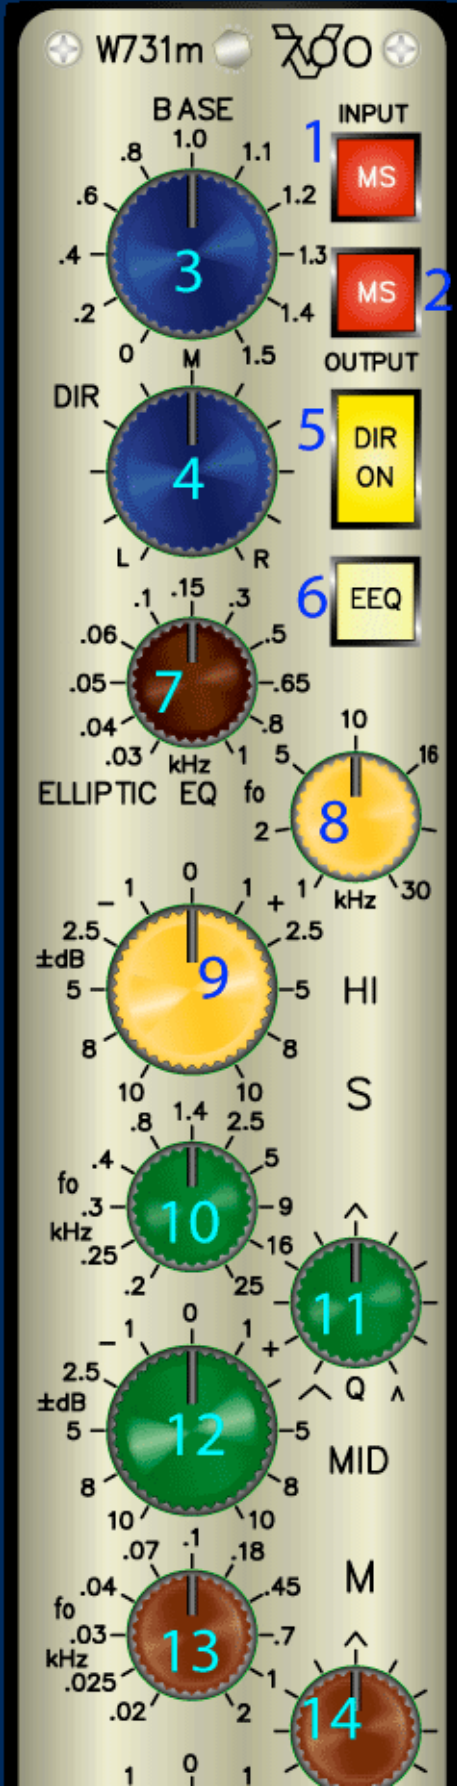 W731m ZOO
BASE
INPUT
1
MS
0 .2 .4 .6 .8 1.0 1.1 1.2 1.3 1.4 1.5
3
MS
2
OUTPUT
DIR
M
L R
4
5
DIR
ON
6
EEQ
.03 .04 .05 .06 .1 .15 .3 .5 .65 .8 1
7
kHz
ELLIPTIC EQ
fo
1 2 5 10 16 30
8
kHz
- 0 +
±dB
10 8 5 2.5 1 1 2.5 5 8 10
9
HI
S
fo
kHz
.2 .25 .3 .4 .8 1.4 2.5 5 9 16 25
10
11
Q
- 0 +
±dB
10 8 5 2.5 1 1 5 8 10
12
MID
M
fo
kHz
.02 .025 .03 .04 .07 .1 .18 .45 .7 1 2
13
14
1 0 1